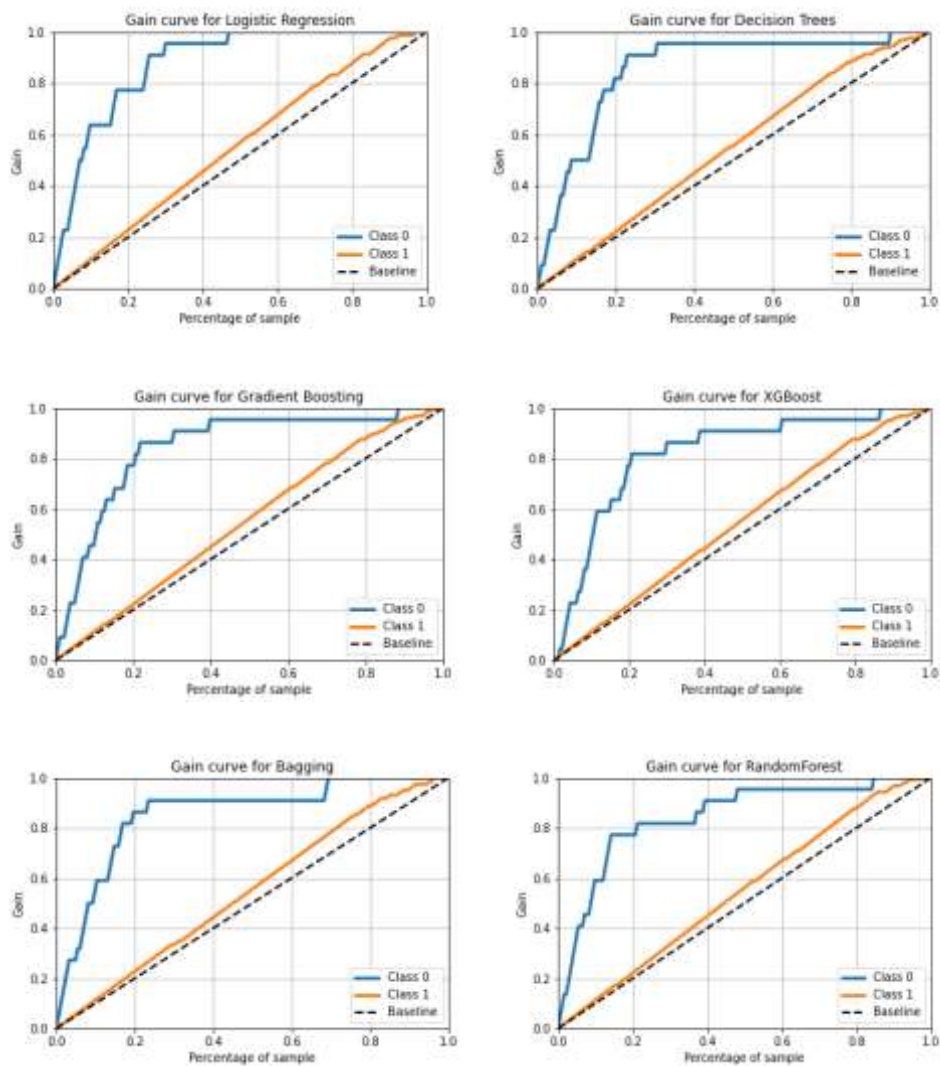 Gain curve for Logistic Regression
1.0
0.8
0.6
0.4
0.2
0.0
Gain
Class 0
Class 1
Baseline
0.0 0.2 0.4 0.6 0.8 1.0
Percentage of sample
Gain curve for Decision Trees
1.0
0.8
0.6
0.4
0.2
0.0
Gain
Class 0
Class 1
Baseline
0.0 0.2 0.4 0.6 0.8 1.0
Percentage of sample
Gain curve for Gradient Boosting
1.0
0.8
0.6
0.4
0.2
0.0
Gain
Class 0
Class 1
Baseline
0.0 0.2 0.4 0.6 0.8 1.0
Percentage of sample
Gain curve for XGBoost
1.0
0.8
0.6
0.4
0.2
0.0
Gain
Class 0
Class 1
Baseline
0.0 0.2 0.4 0.6 0.8 1.0
Percentage of sample
Gain curve for Bagging
1.0
0.8
0.6
0.4
0.2
0.0
Gain
Class 0
Class 1
Baseline
0.0 0.2 0.4 0.6 0.8 1.0
Percentage of sample
Gain curve for RandomForest
1.0
0.8
0.6
0.4
0.2
0.0
Gain
Class 0
Class 1
Baseline
0.0 0.2 0.4 0.6 0.8 1.0
Percentage of sample